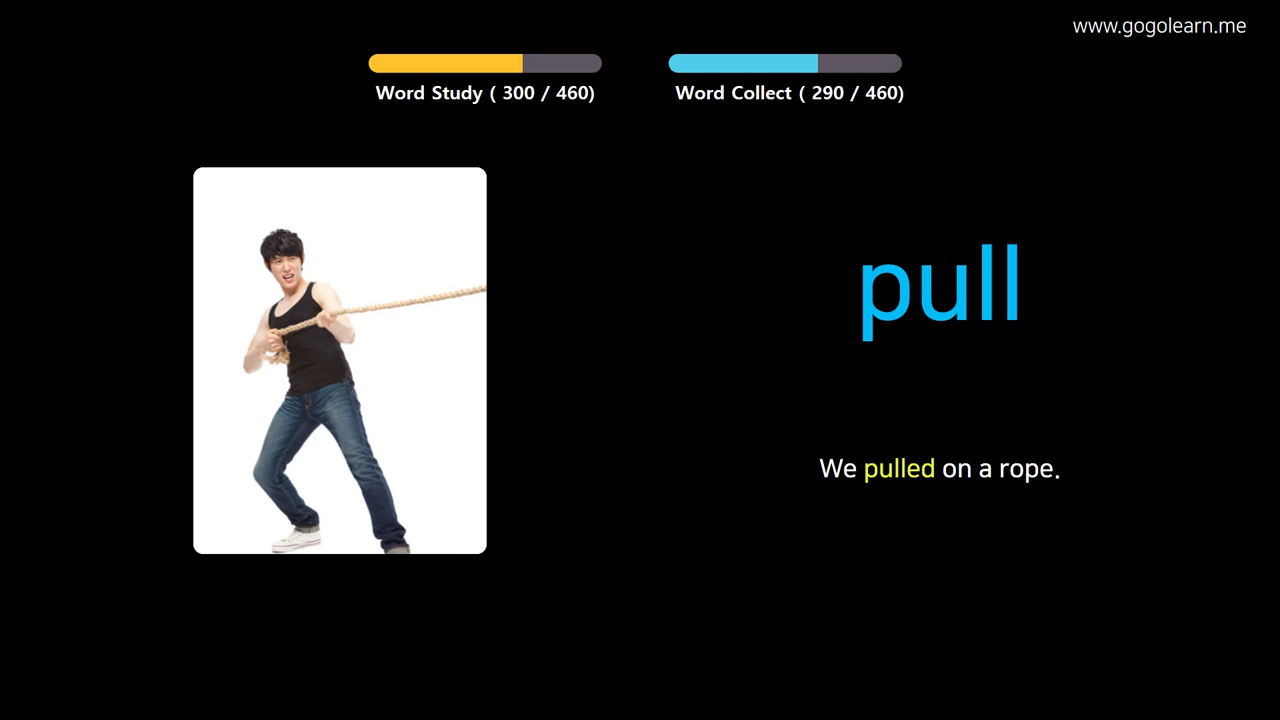 www.gogolearn.me
Word Study ( 300 / 460)
Word Collect ( 290 / 460)
pull
We pulled on a rope.